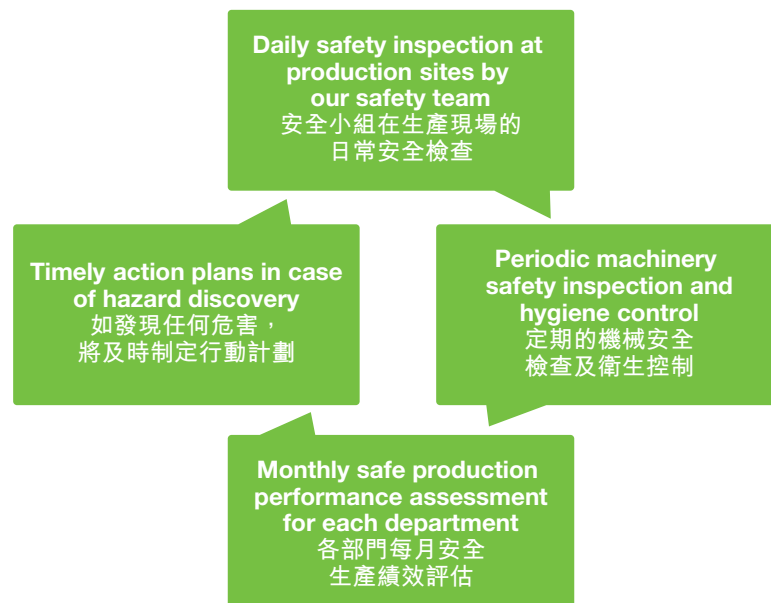 Daily safety inspection at
production sites by
our safety team
安全小組在生產現場的
日常安全檢查
Timely action plans in case
of hazard discovery
如發現任何危害，
將及時制定行動計劃
Periodic machinery
safety inspection and
hygiene control
定期的機械安全
檢查及衛生控制
Monthly safe production
performance assessment
for each department
各部門每月安全
生產績效評估